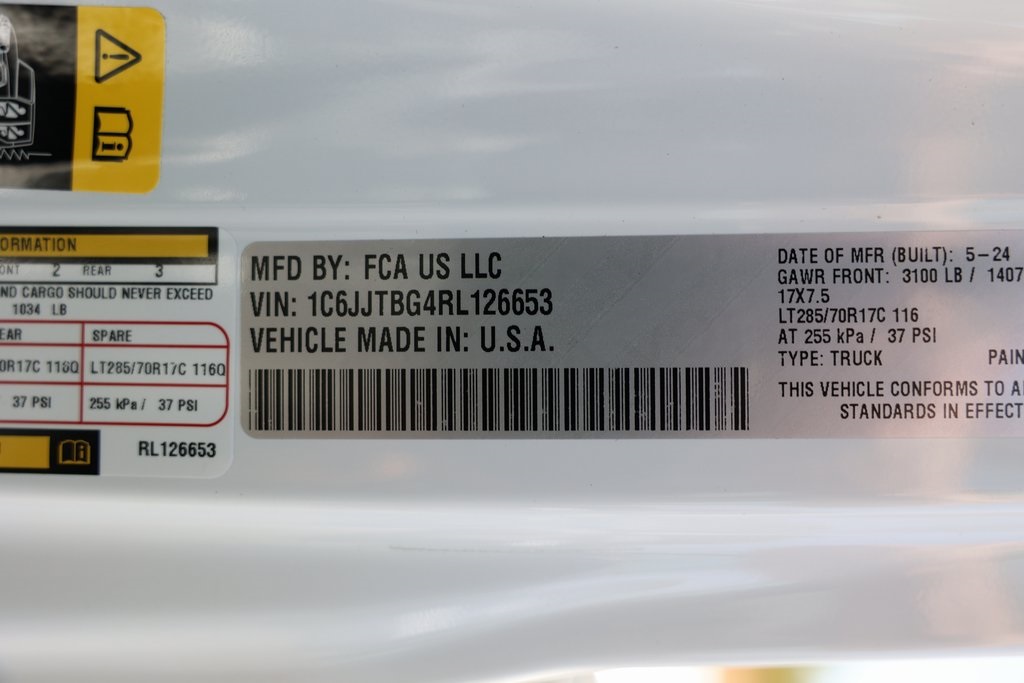 ORMATION
ONT 2 REAR 3
ND CARGO SHOULD NEVER EXCEED
1034 LB
EAR SPARE
0R17C 116Q LT285/70R17C 116Q
37 PSI 255 kPa / 37 PSI
RL126653
MFD BY: FCA US LLC
VIN: 1C6JJTBG4RL126653
VEHICLE MADE IN: U.S.A.
DATE OF MFR (BUILT): 5-24
GAWR FRONT: 3100 LB / 1407
17X7.5
LT285/70R17C 116
AT 255 kPa / 37 PSI
TYPE: TRUCK PAIN
THIS VEHICLE CONFORMS TO AL
STANDARDS IN EFFECT